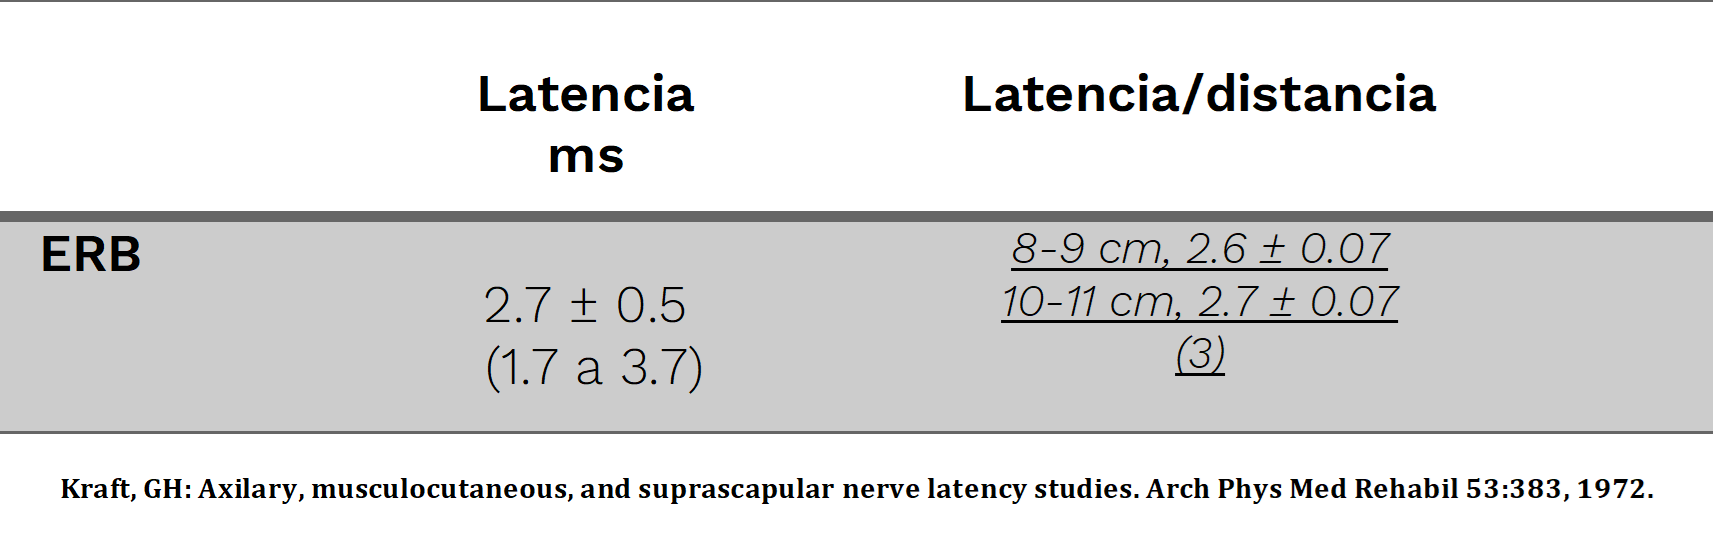 Latencia
ms
Latencia/distancia
ERB
2.7 ± 0.5
(1.7 a 3.7)
8-9 cm, 2.6 ± 0.07
10-11 cm, 2.7 ± 0.07
(3)
Kraft, GH: Axilary, musculocutaneous, and suprascapular nerve latency studies. Arch Phys Med Rehabil 53:383, 1972.